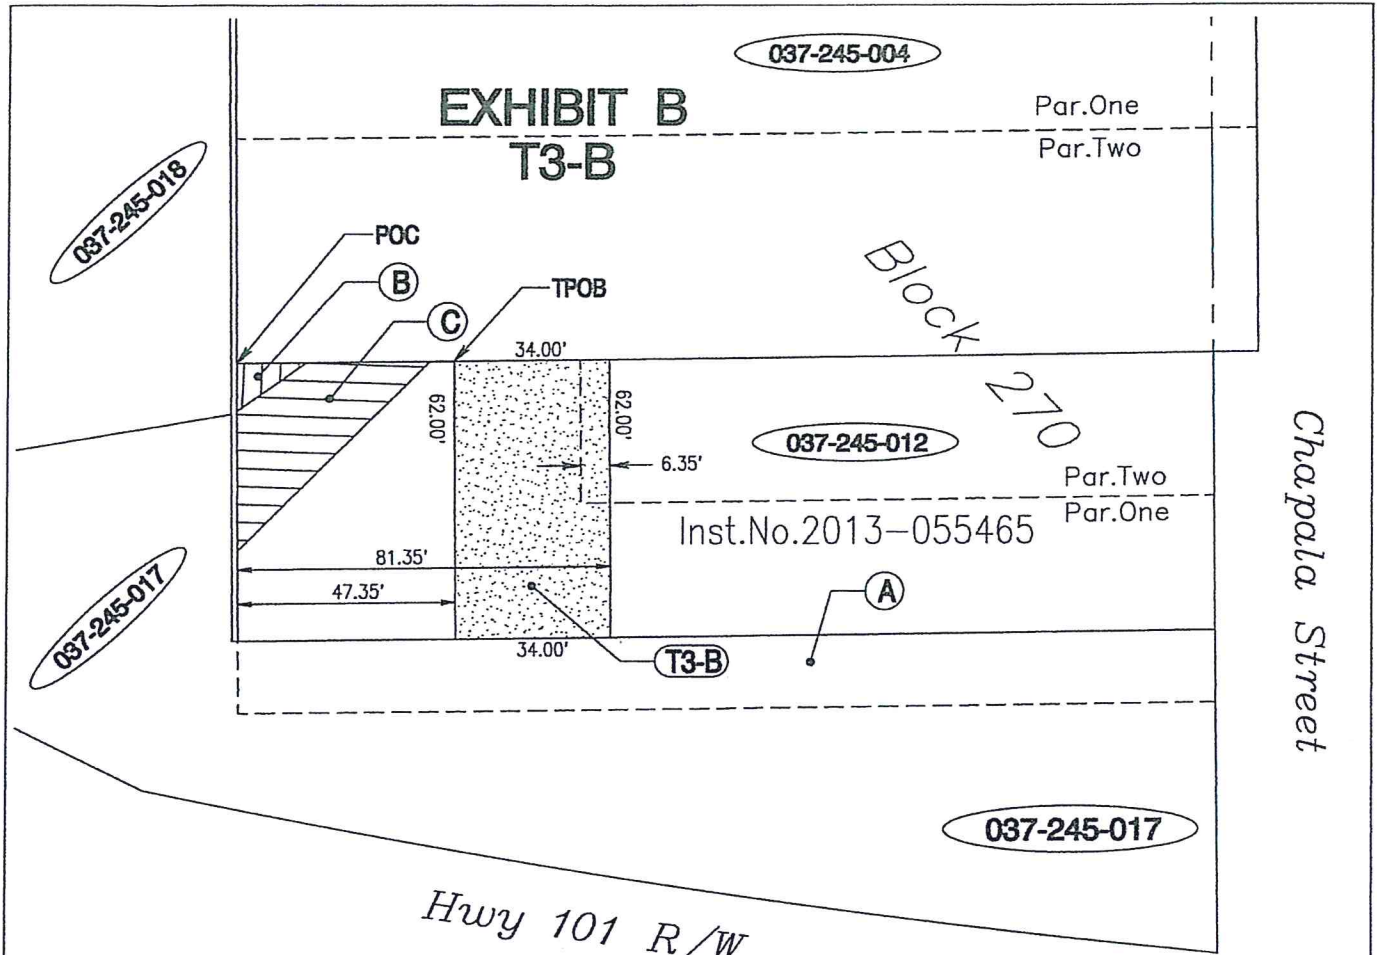 037-245-004
EXHIBIT B
T3-B
Par.One
Par.Two
037-245-018
POC
B
TPOB
C
Block 270
34.00'
62.00'
62.00'
037-245-012
6.35'
Par.Two
Par.One
Inst.No.2013-055465
Chapala Street
81.35'
47.35'
A
037-245-017
34.00'
T3-B
037-245-017
Hwy 101 R/W